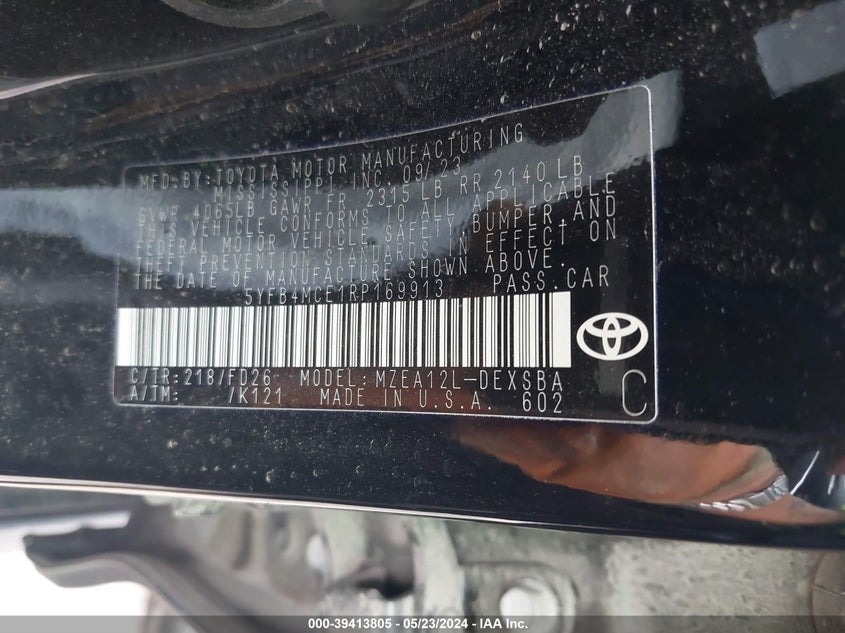 MFD.BY:TOYOTA MOTOR MANUFACTURING
MISSISSIPPI,INC. 09/23
GVWR 4065LB GAWR FR 2315 LB RR 2140 LB
THIS VEHICLE CONFORMS TO ALL APPLICABLE
FEDERAL MOTOR VEHICLE SAFETY,BUMPER,AND
THEFT PREVENTION STANDARDS IN EFFECT ON
THE DATE OF MANUFACTURE SHOWN ABOVE.
5YFB4MCE1RP169913 PASS.CAR
C/TR:218/FD26 MODEL:MZEA12L-DEXSBA
A/TM: /K121 MADE IN U.S.A. 602
C
000-39413805 - 05/23/2024 - IAA Inc.